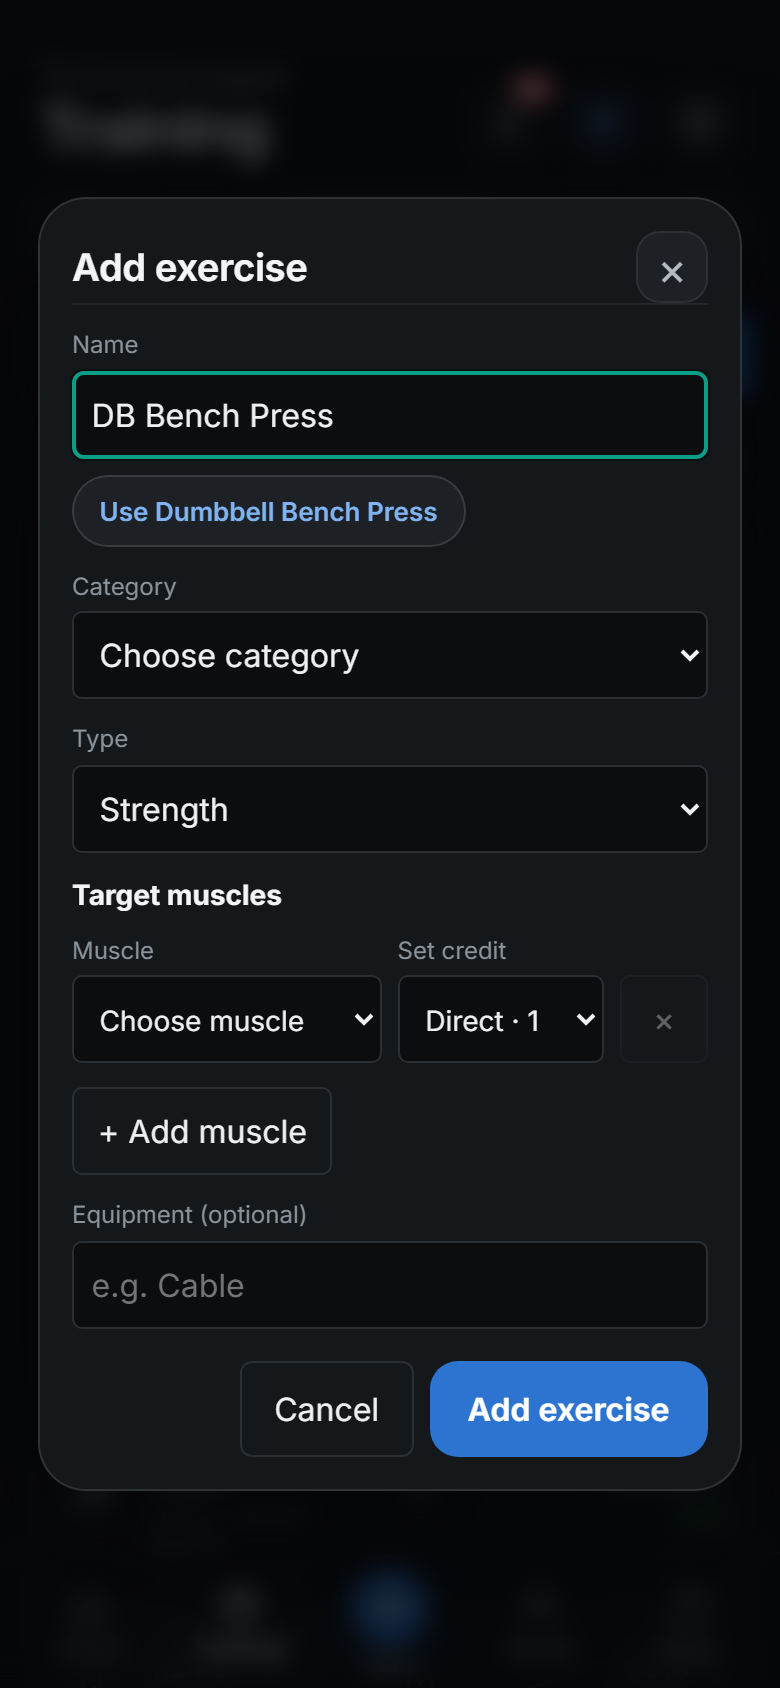 Training
Add exercise
×
Name
DB Bench Press
Use Dumbbell Bench Press
Category
Choose category
Type
Strength
Target muscles
Muscle Set credit
Choose muscle Direct · 1 ×
+ Add muscle
Equipment (optional)
e.g. Cable
Cancel Add exercise